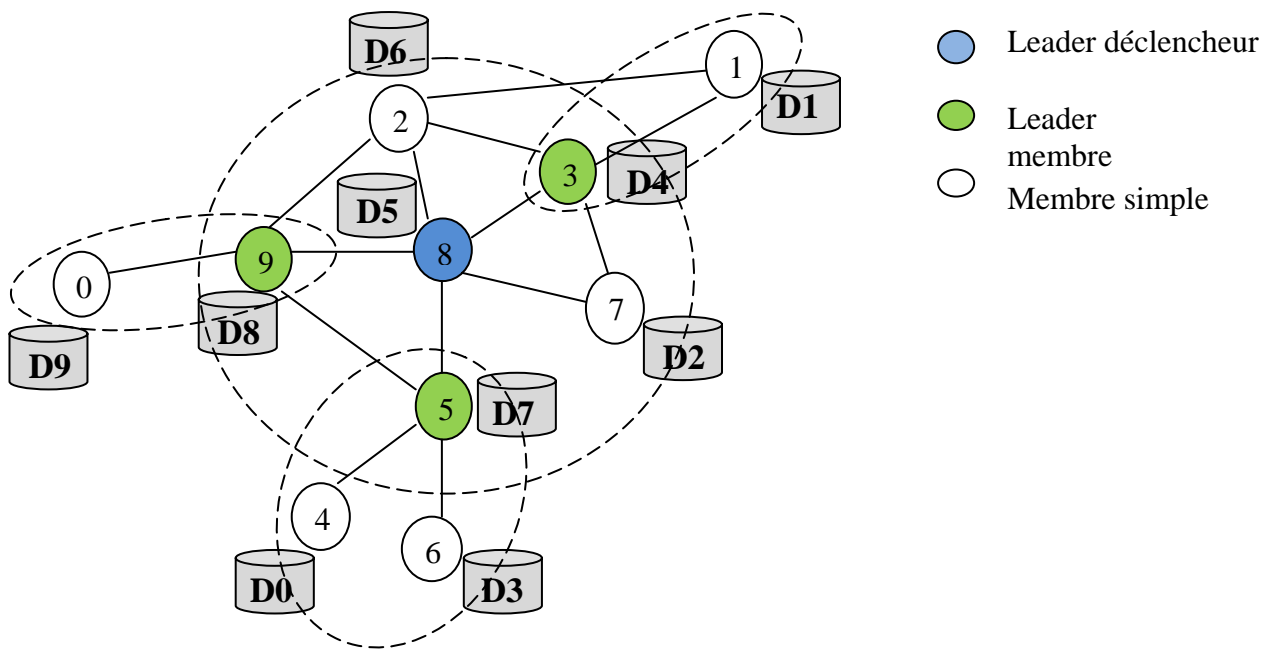 D6
1
D1
2
3
D4
D5
8
9
0
7
D8
D9
D2
5
D7
4
6
D0
D3
Leader déclencheur
Leader
membre
Membre simple